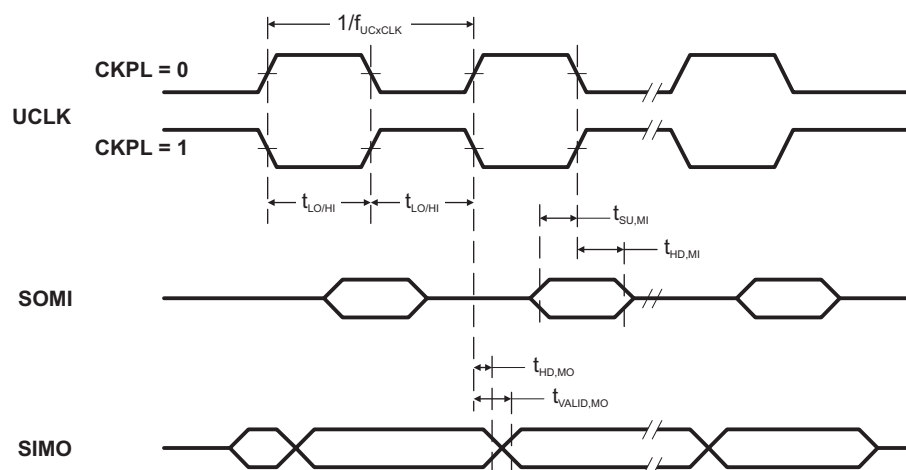 1/fUCxCLK
CKPL = 0
UCLK
CKPL = 1
tLO/HI tLO/HI
tSU,MI
tHD,MI
SOMI
tHD,MO
tVALID,MO
SIMO